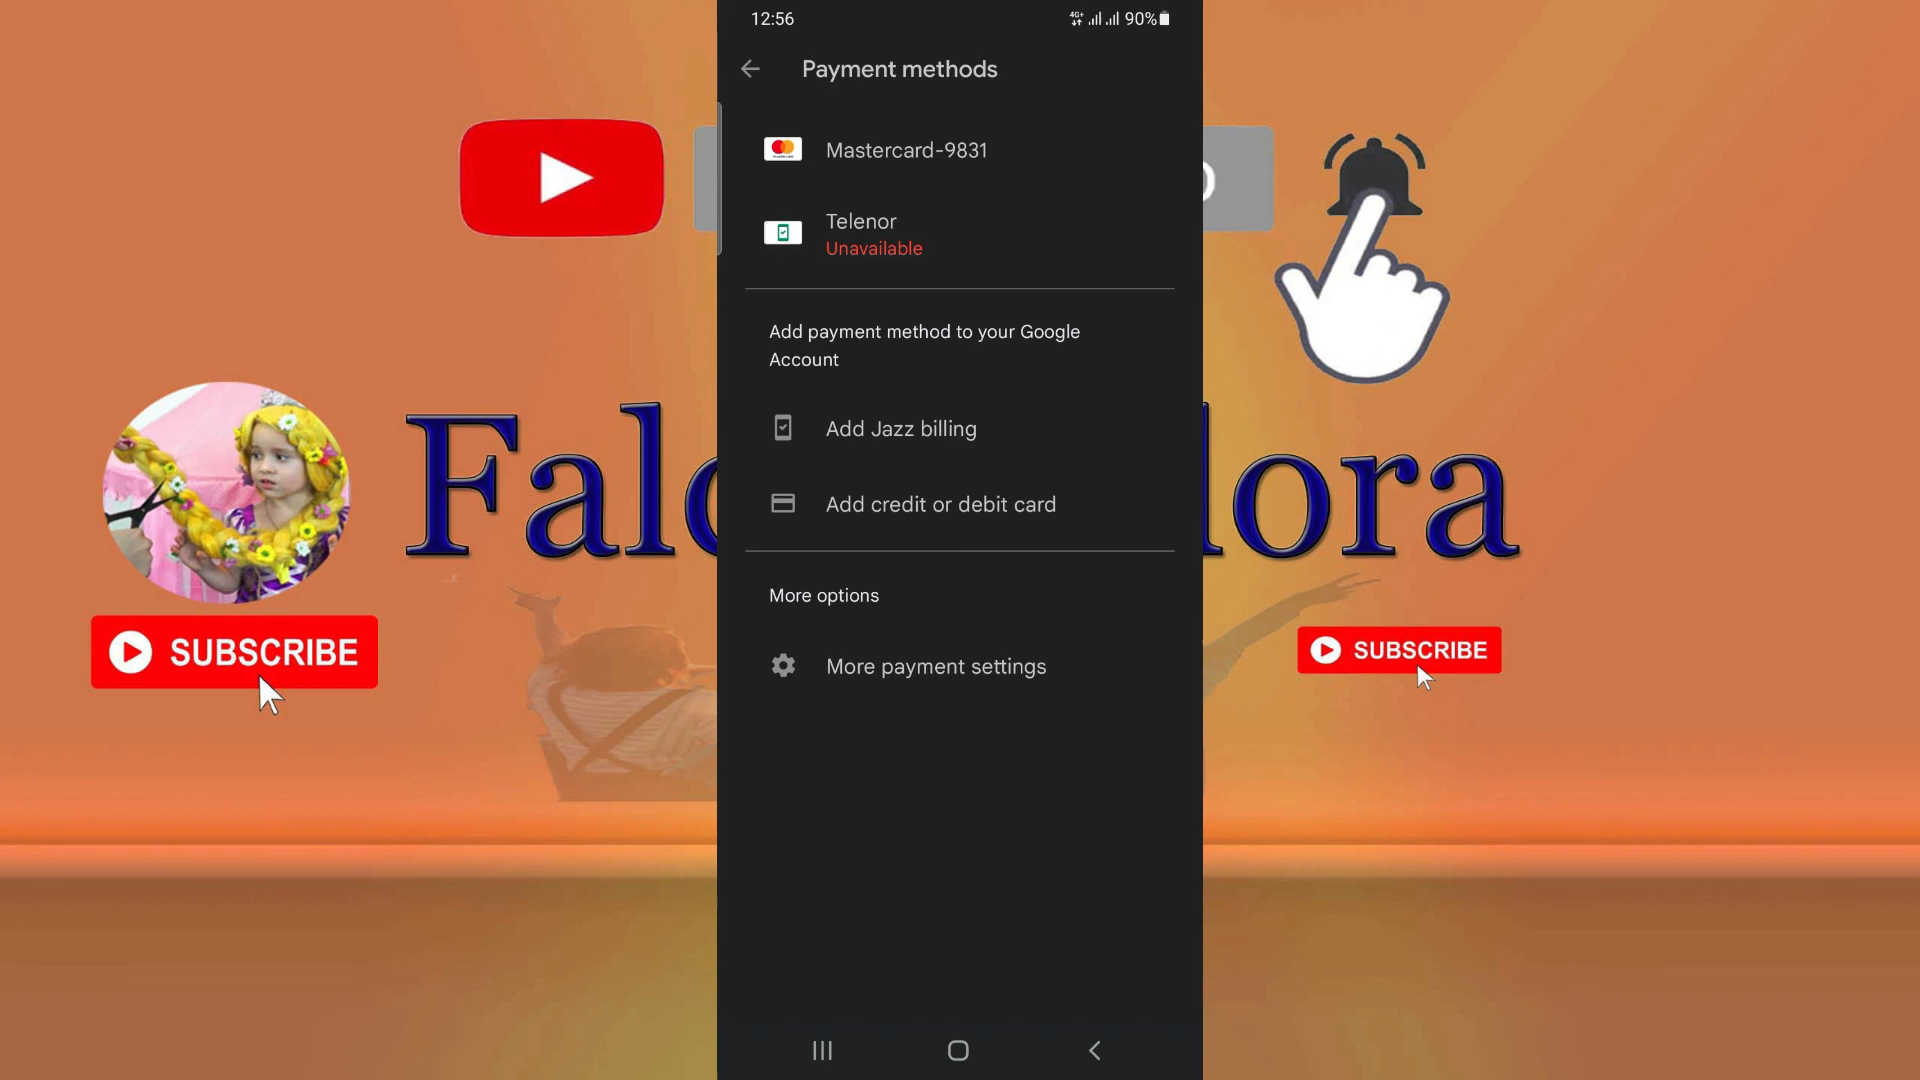 12:56
4G+ 90%
Payment methods
Mastercard-9831
Telenor
Unavailable
Add payment method to your Google
Account
Add Jazz billing
Add credit or debit card
More options
More payment settings
SUBSCRIBE
SUBSCRIBE